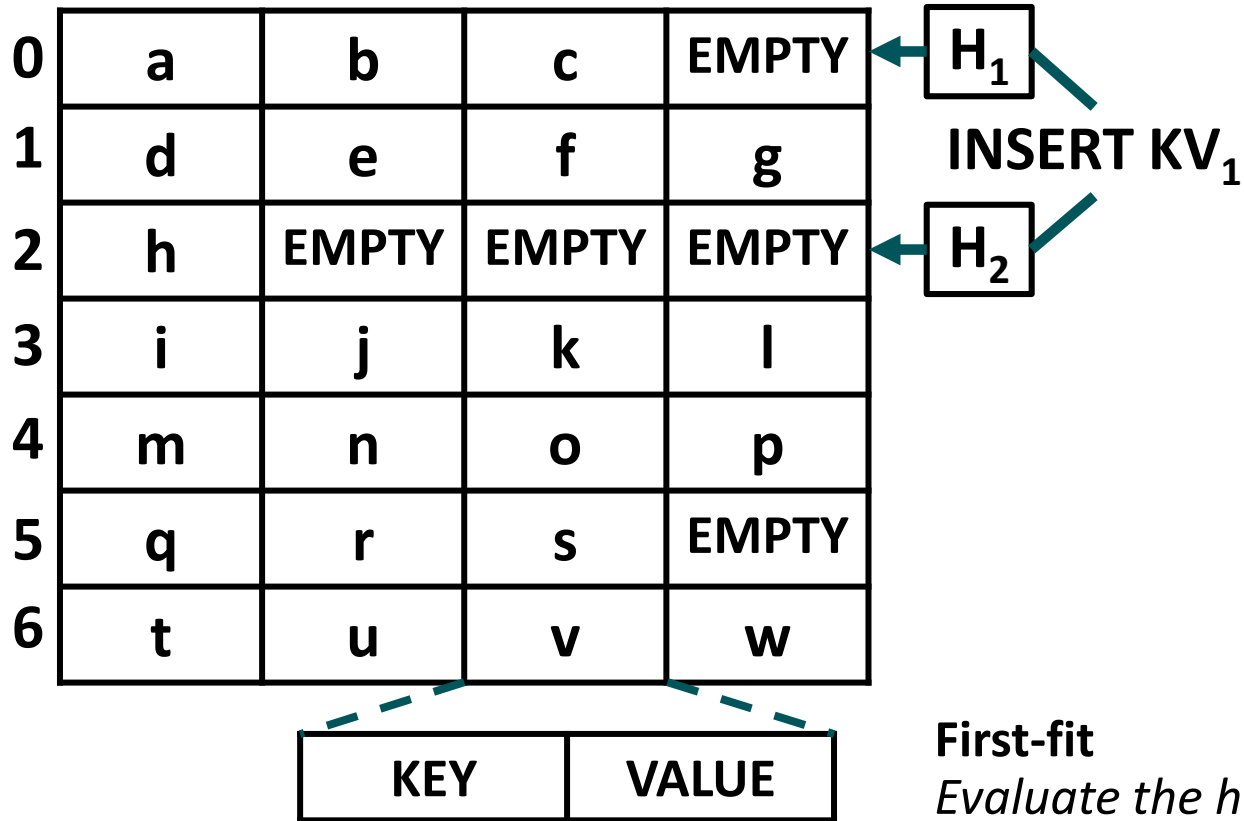 0 a b c EMPTY H₁
1 d e f g INSERT KV₁
2 h EMPTY EMPTY EMPTY H₂
3 i j k l
4 m n o p
5 q r s EMPTY
6 t u v w
KEY VALUE
First-fit
Evaluate the h